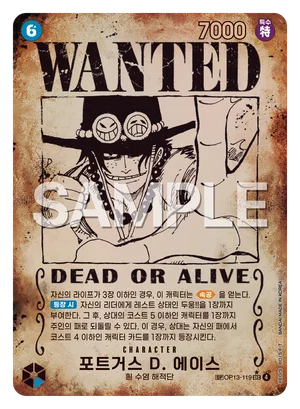 6
7000
특수
特
WANTED
SAMPLE
DEAD OR ALIVE
자신의 라이프가 3장 이하인 경우, 이 캐릭터는 속공 을 얻는다.
등장 시 자신의 리더에게 레스트 상태인 두웅!!을 1장까지
부여한다. 그 후, 상대의 코스트 5 이하인 캐릭터를 1장까지
주인의 패로 되돌릴 수 있다. 이 경우, 상대는 자신의 패에서
코스트 4 이하인 캐릭터 카드를 1장까지 등장시킨다.
CHARACTER
포트거스 D. 에이스
흰 수염 해적단
OP13-119